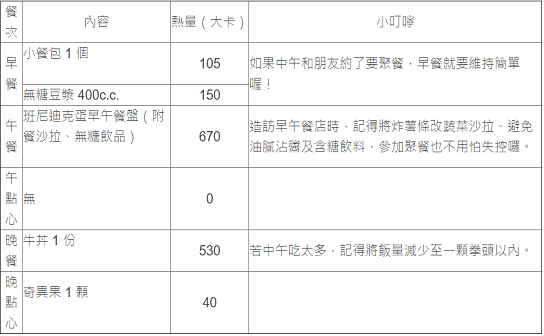 餐次 內容 熱量（大卡） 小叮嚀
早餐 小餐包 1 個 105 如果中午和朋友約了要聚餐，早餐就要維持簡單
喔！
無糖豆漿 400c.c. 150
午餐 班尼迪克蛋早午餐盤（附 670 造訪早午餐店時，記得將炸薯條改蔬菜沙拉、避免
餐沙拉、無糖飲品） 油膩沾醬及含糖飲料，參加聚餐也不用怕失控囉。
午點心 無 0
晚餐 牛丼 1 份 530 若中午吃太多，記得將飯量減少至一顆拳頭以內。
晚點心 奇異果 1 顆 40